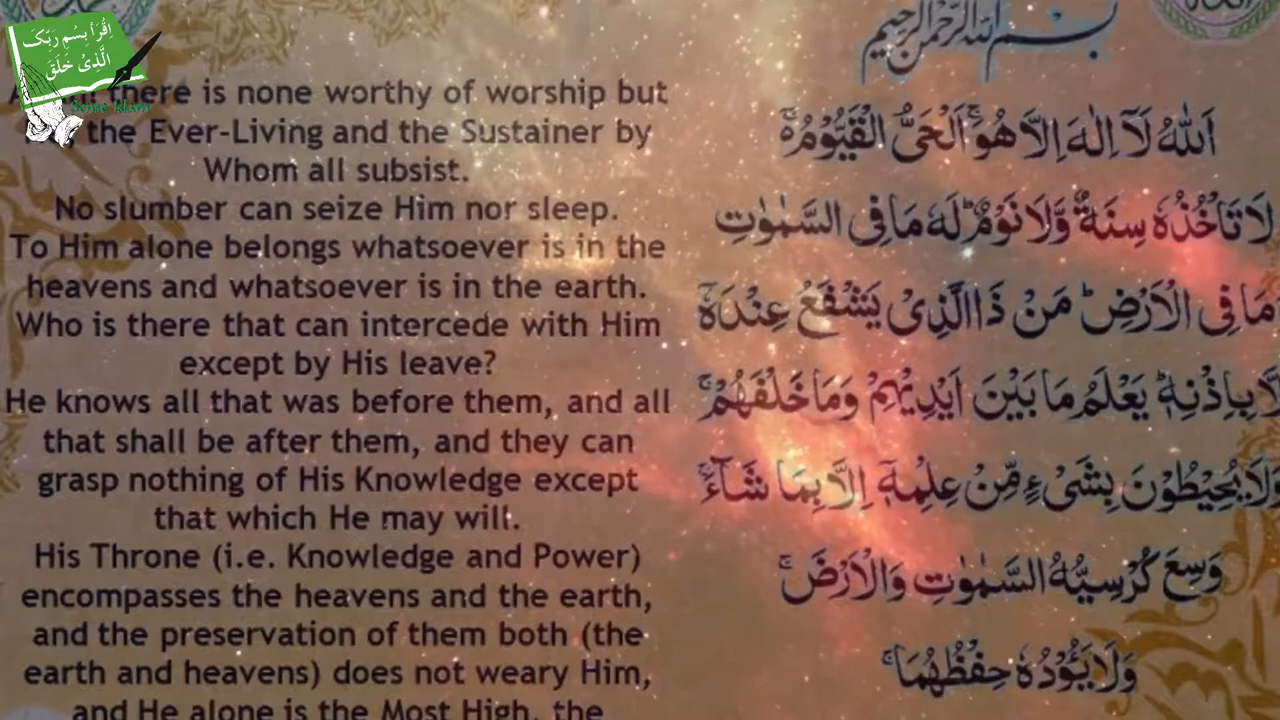 اِقْرَاْ بِسْمِ رَبِّكَ
الَّذِیْ خَلَقَ
Sense Islam
there is none worthy of worship but
the Ever-Living and the Sustainer by
Whom all subsist.
No slumber can seize Him nor sleep.
To Him alone belongs whatsoever is in the
heavens and whatsoever is in the earth.
Who is there that can intercede with Him
except by His leave?
He knows all that was before them, and all
that shall be after them, and they can
grasp nothing of His Knowledge except
that which He may will.
His Throne (i.e. Knowledge and Power)
encompasses the heavens and the earth,
and the preservation of them both (the
earth and heavens) does not weary Him,
and He alone is the Most High, the
بسم الله الرحمن الرحيم
اَللّٰهُ لَآ اِلٰهَ اِلَّا هُوَۚ اَلْحَیُّ الْقَیُّوْمُ ەۚ
لَا تَاْخُذُهٗ سِنَةٌ وَّلَا نَوْمٌ ؕ لَهٗ مَا فِی السَّمٰوٰتِ
مَا فِی الْاَرْضِ ؕ مَنْ ذَا الَّذِیْ یَشْفَعُ عِنْدَهٗۤ
لَّا بِاِذْنِهٖ ؕ یَعْلَمُ مَا بَیْنَ اَیْدِیْهِمْ وَمَا خَلْفَهُمْ ۚ
وَلَا یُحِیْطُوْنَ بِشَیْءٍ مِّنْ عِلْمِهٖۤ اِلَّا بِمَا شَآءَ ۚ
وَسِعَ كُرْسِیُّهُ السَّمٰوٰتِ وَالْاَرْضَ ۚ
وَلَا یَـُٔوْدُهٗ حِفْظُهُمَا ۚ